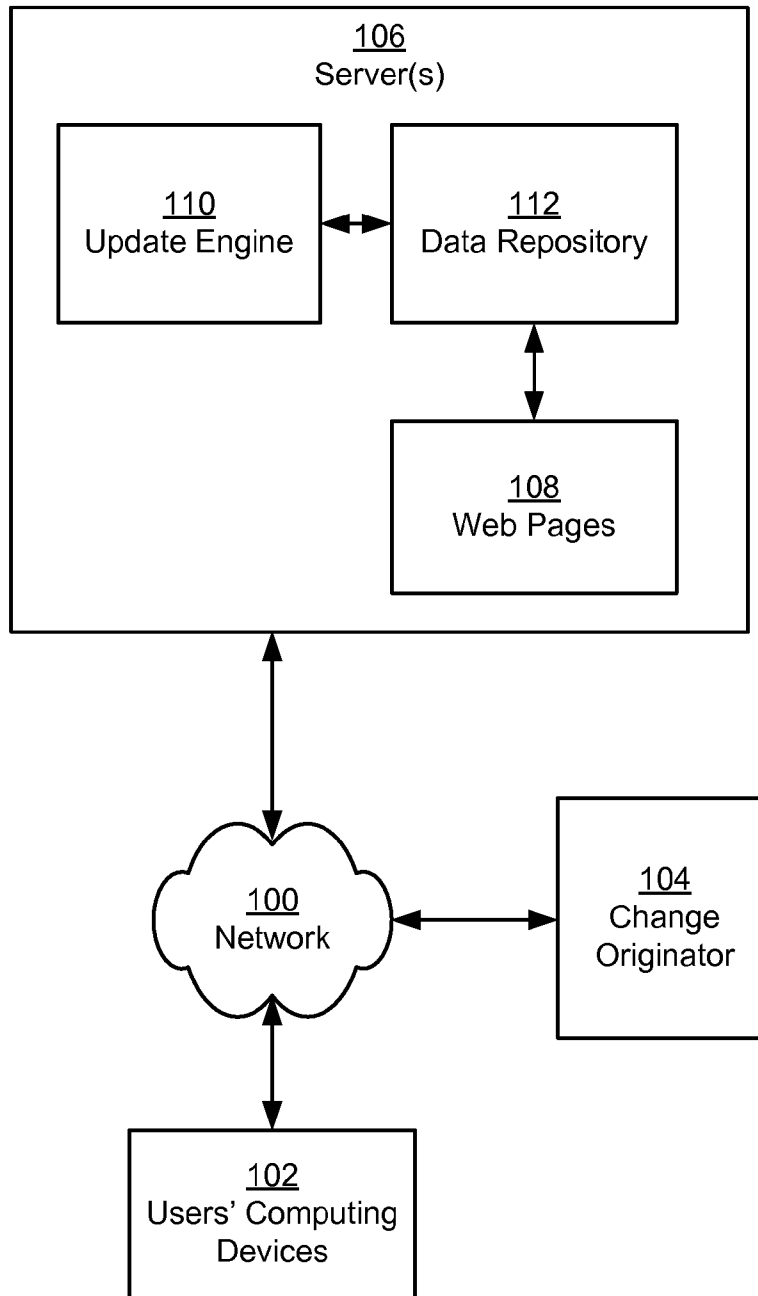 106
Server(s)
110
Update Engine
112
Data Repository
108
Web Pages
100
Network
104
Change
Originator
102
Users’ Computing
Devices